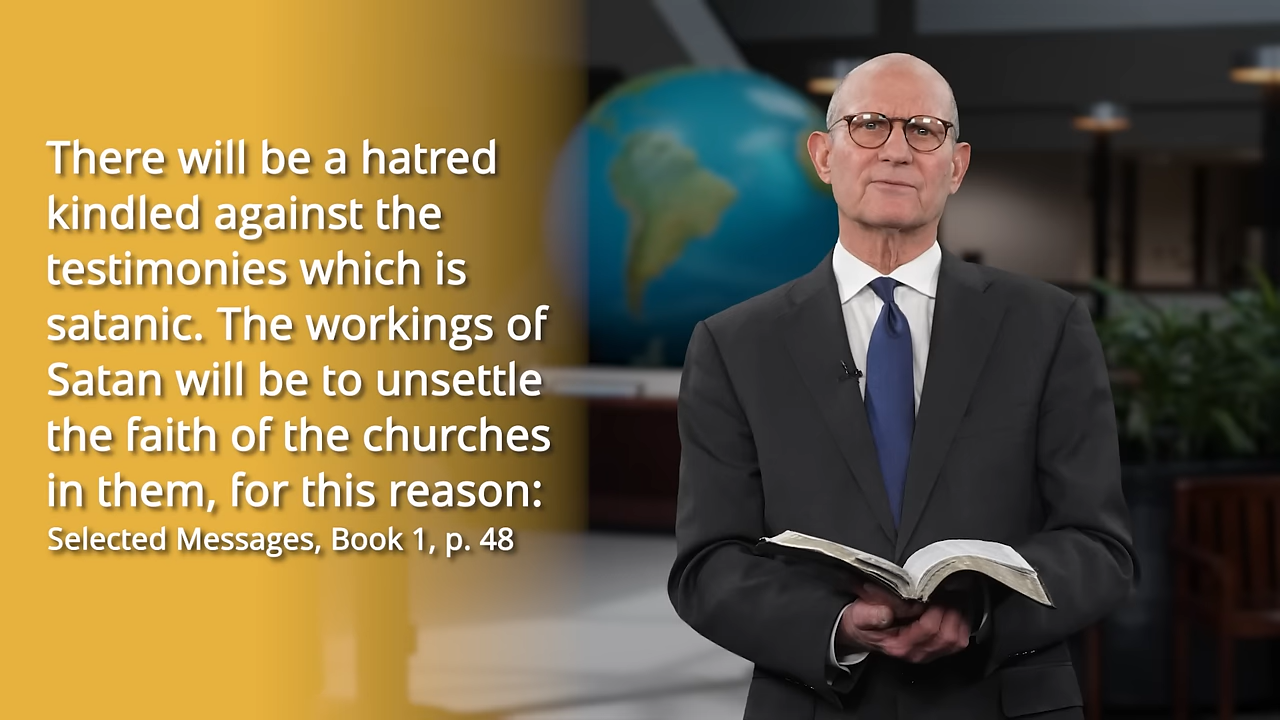 There will be a hatred
kindled against the
testimonies which is
satanic. The workings of
Satan will be to unsettle
the faith of the churches
in them, for this reason:
Selected Messages, Book 1, p. 48